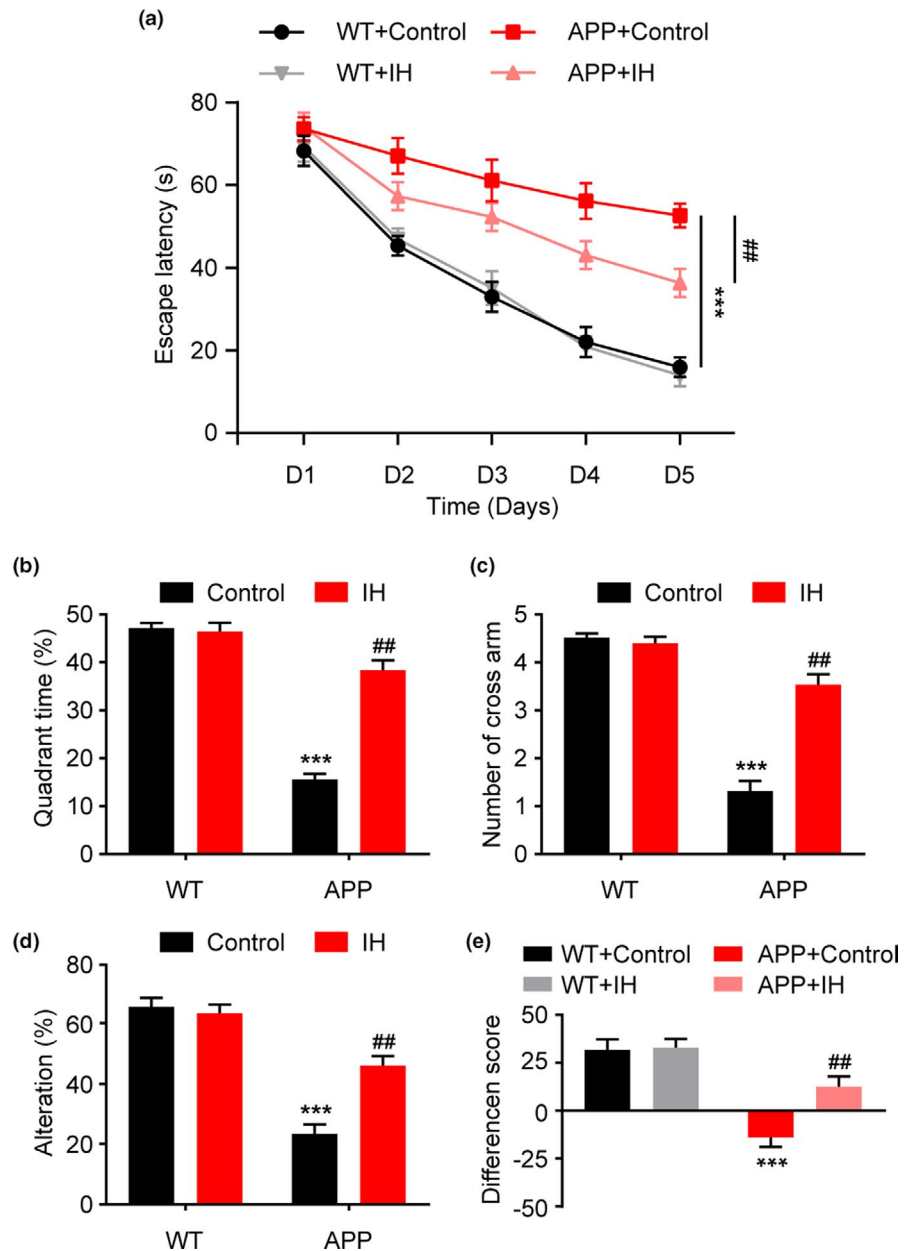 (a)
WT+Control APP+Control
WT+IH APP+IH
Escape latency (s)
80
60
40
20
0
D1 D2 D3 D4 D5
Time (Days)
***
##
(b)
Control IH
Quadrant time (%)
50
40
30
20
10
0
***
##
WT APP
(c)
Control IH
Number of cross arm
5
4
3
2
1
0
***
##
WT APP
(d)
Control IH
Alteration (%)
60
40
20
0
***
##
WT APP
(e)
WT+Control APP+Control
WT+IH APP+IH
Differencen score
50
25
0
-25
-50
***
##